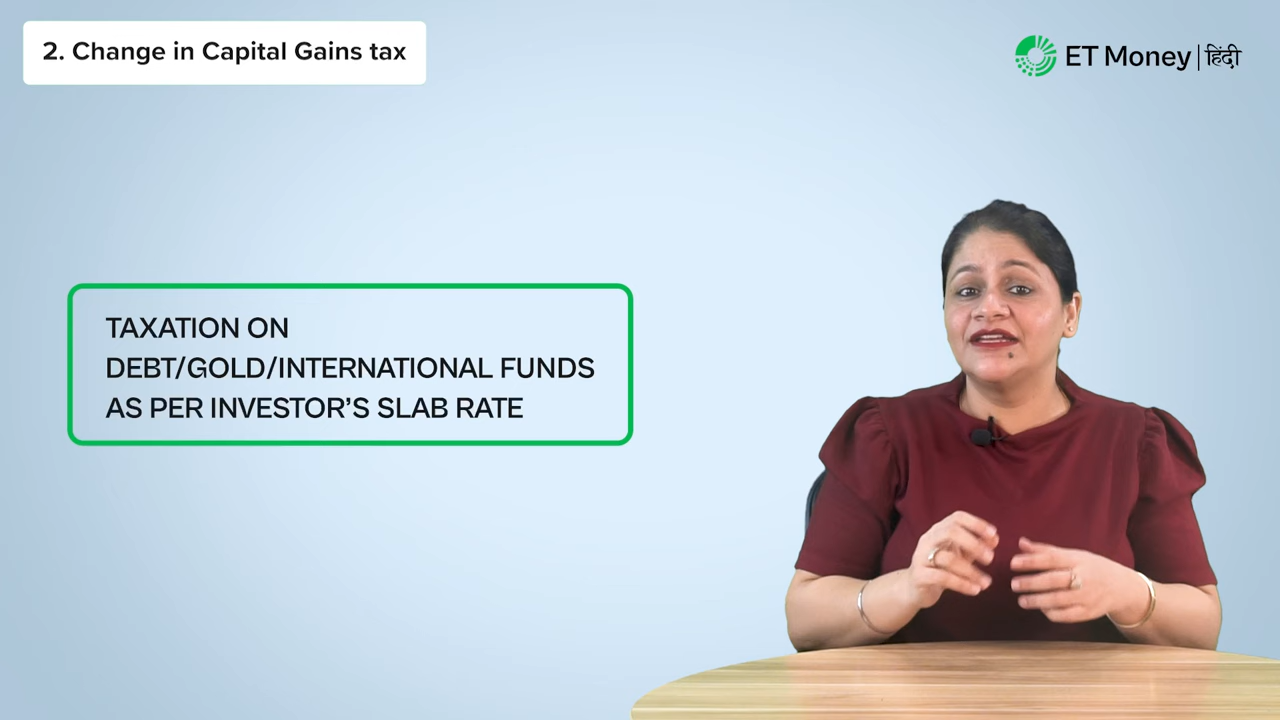 2. Change in Capital Gains tax
ET Money | हिंदी
TAXATION ON
DEBT/GOLD/INTERNATIONAL FUNDS
AS PER INVESTOR'S SLAB RATE